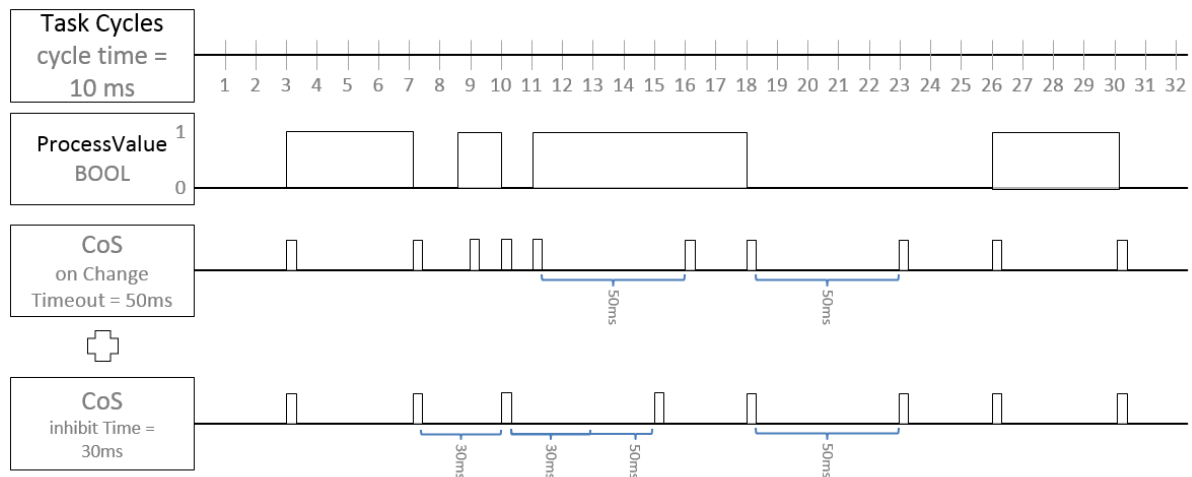 Task Cycles
cycle time =
10 ms
1 2 3 4 5 6 7 8 9 10 11 12 13 14 15 16 17 18 19 20 21 22 23 24 25 26 27 28 29 30 31 32
ProcessValue 1
BOOL
0
CoS
on Change
Timeout = 50ms
50ms 50ms
CoS
inhibit Time =
30ms
30ms 30ms 50ms 50ms